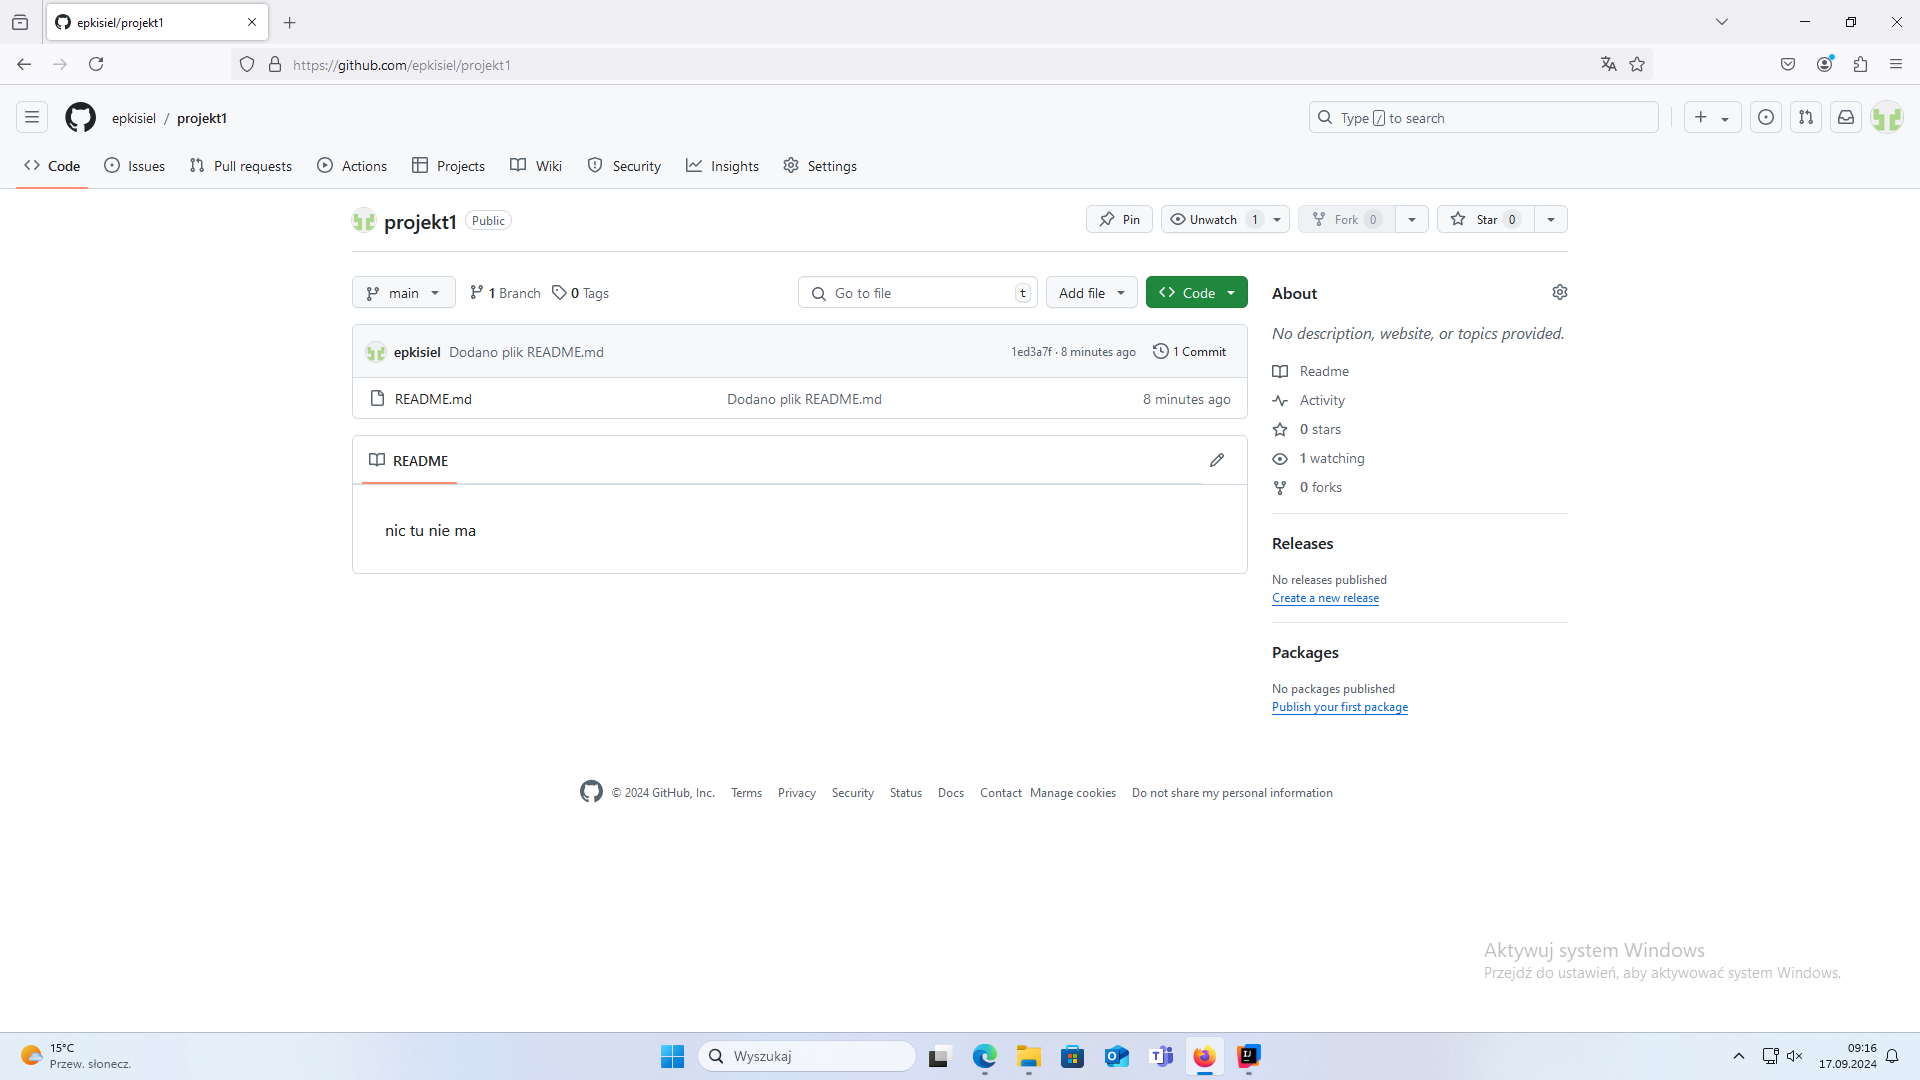 epkisiel/projekt1
https://github.com/epkisiel/projekt1
epkisiel / projekt1
Type / to search
Code Issues Pull requests Actions Projects Wiki Security Insights Settings
projekt1 Public
Pin Unwatch 1 Fork 0 Star 0
main 1 Branch 0 Tags Go to file t Add file Code
epkisiel Dodano plik README.md 1ed3a7f · 8 minutes ago 1 Commit
README.md Dodano plik README.md 8 minutes ago
README
nic tu nie ma
About
No description, website, or topics provided.
Readme
Activity
0 stars
1 watching
0 forks
Releases
No releases published
Create a new release
Packages
No packages published
Publish your first package
© 2024 GitHub, Inc. Terms Privacy Security Status Docs Contact Manage cookies Do not share my personal information
Aktywuj system Windows
Przejdź do ustawień, aby aktywować system Windows.
15°C
Przew. słonecz.
Wyszukaj
09:16
17.09.2024